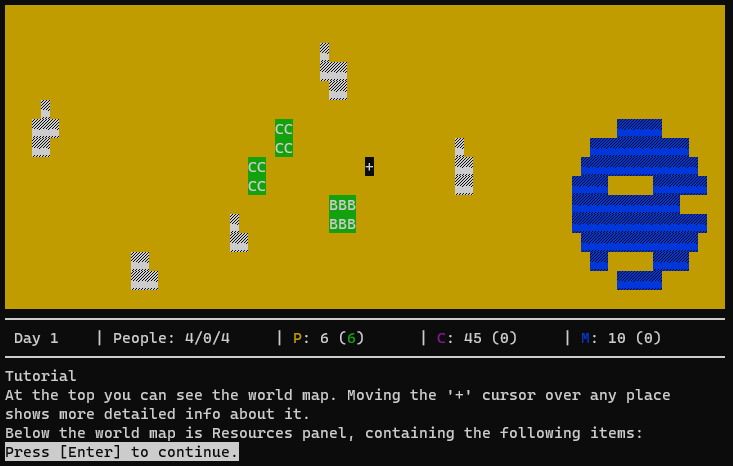 CC
CC
CC +
CC
BBB
BBB
Day 1 | People: 4/0/4 | P: 6 (6) | C: 45 (0) | M: 10 (0)
Tutorial
At the top you can see the world map. Moving the '+' cursor over any place
shows more detailed info about it.
Below the world map is Resources panel, containing the following items:
Press [Enter] to continue.